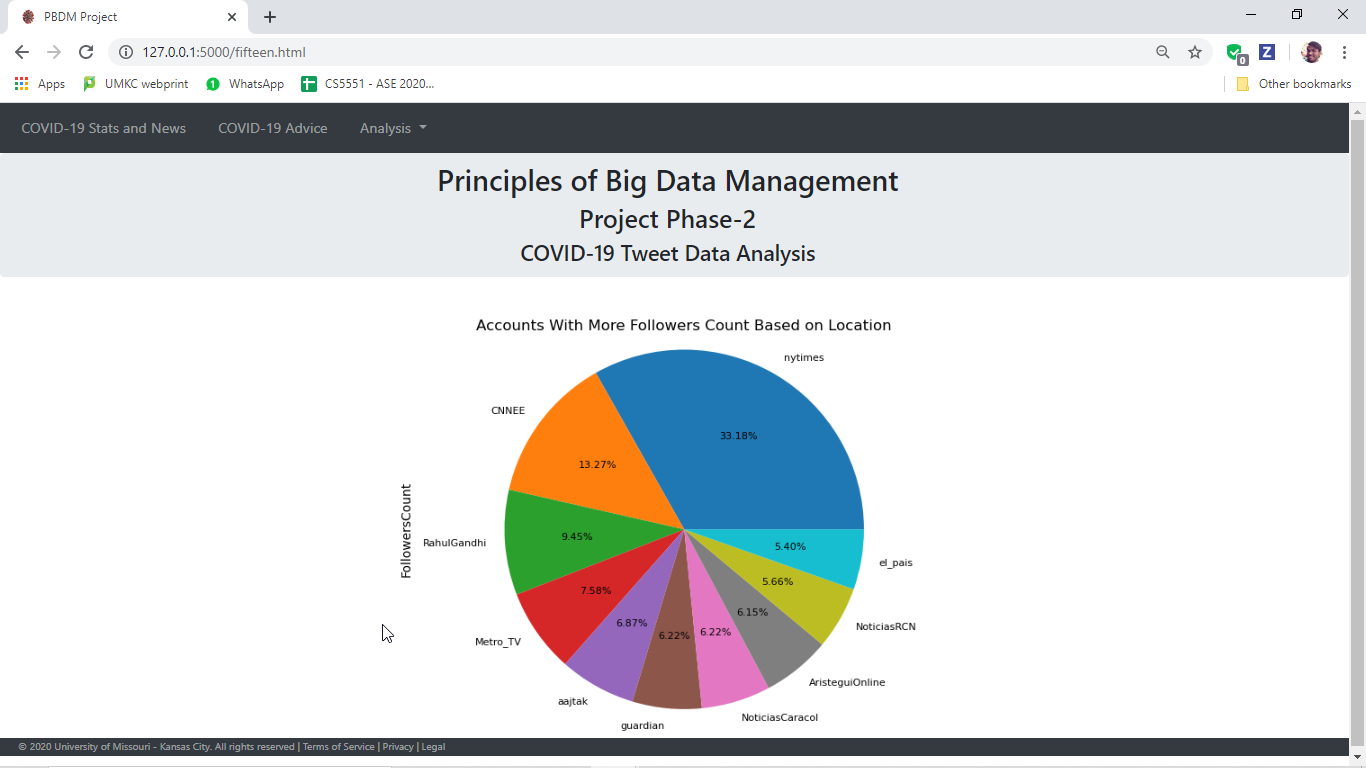 PBDM Project
127.0.0.1:5000/fifteen.html
0
Z
Apps
UMKC webprint
1
WhatsApp
CS5551 - ASE 2020...
Other bookmarks
COVID-19 Stats and News
COVID-19 Advice
Analysis
Principles of Big Data Management
Project Phase-2
COVID-19 Tweet Data Analysis
Accounts With More Followers Count Based on Location
nytimes
33.18%
CNNEE
13.27%
RahulGandhi
9.45%
Metro_TV
7.58%
aajtak
6.87%
guardian
6.22%
NoticiasCaracol
6.22%
AristeguiOnline
6.15%
NoticiasRCN
5.66%
el_pais
5.40%
FollowersCount
© 2020 University of Missouri - Kansas City. All rights reserved | Terms of Service | Privacy | Legal